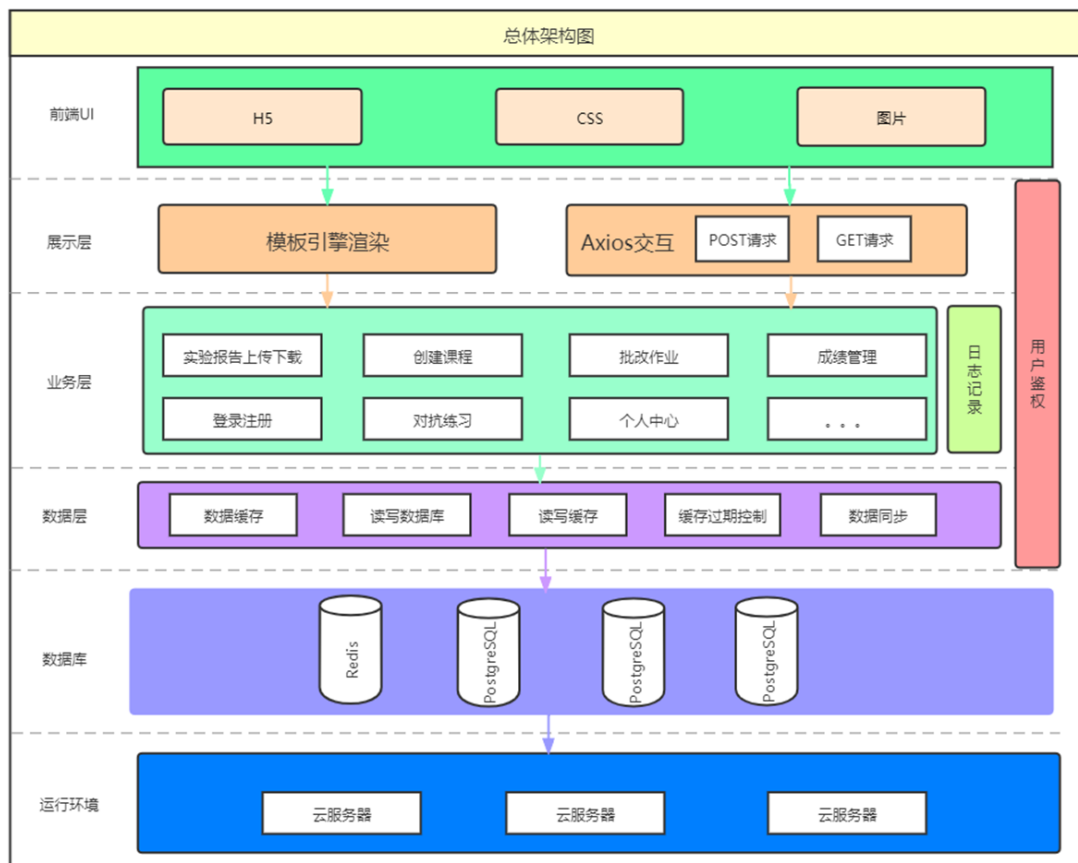 总体架构图
前端UI
H5
CSS
图片
展示层
模板引擎渲染
Axios交互
POST请求
GET请求
业务层
实验报告上传下载
创建课程
批改作业
成绩管理
登录注册
对抗练习
个人中心
。。。
日志记录
用户鉴权
数据层
数据缓存
读写数据库
读写缓存
缓存过期控制
数据同步
数据库
Redis
PostgreSQL
PostgreSQL
PostgreSQL
运行环境
云服务器
云服务器
云服务器